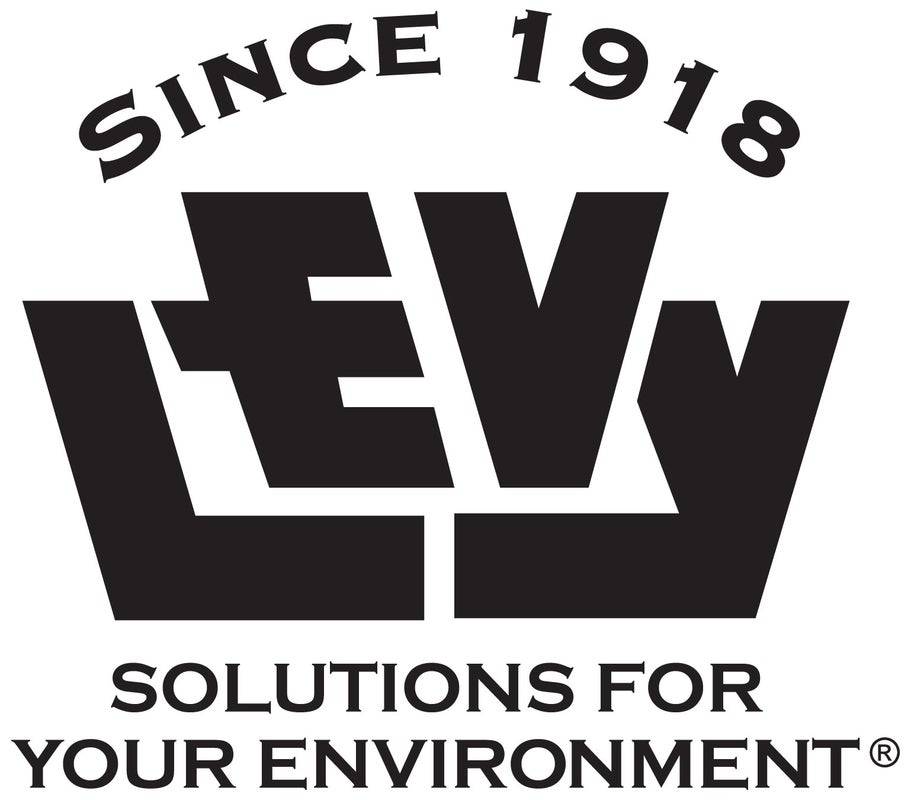 SINCE 1918
LEVY
SOLUTIONS FOR
YOUR ENVIRONMENT®